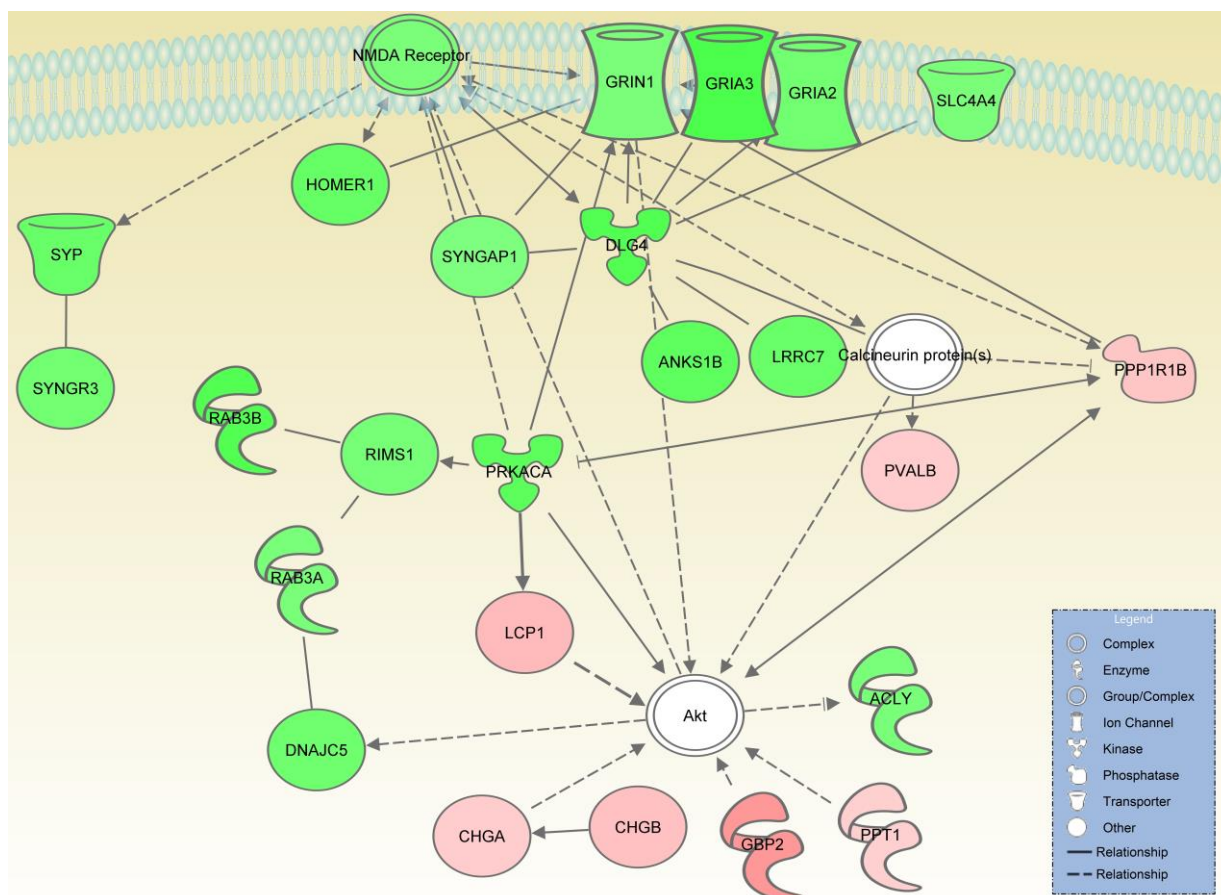 NMDA Receptor
GRIN1
GRIA3
GRIA2
SLC4A4
HOMER1
SYP
SYNGAP1
DLG4
ANKS1B
LRRC7
Calcineurin protein(s)
PPP1R1B
SYNGR3
RAB3B
RIMS1
PRKACA
PVALB
RAB3A
LCP1
Akt
ACLY
DNAJC5
CHGA
CHGB
GBP2
PPT1
Legend
Complex
Enzyme
Group/Complex
Ion Channel
Kinase
Phosphatase
Transporter
Other
Relationship
Relationship